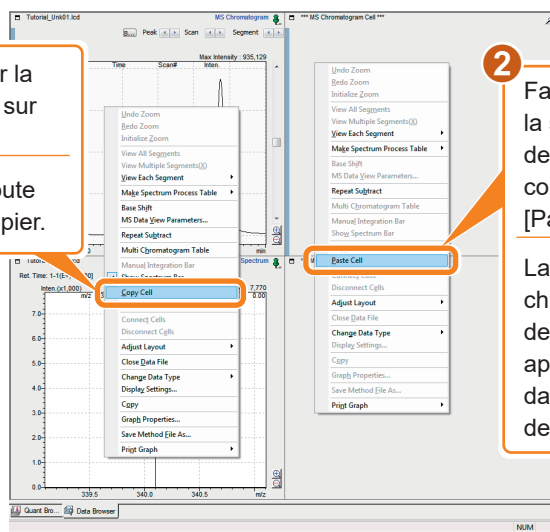 Tutorial_Unk01.lcd MS Chromatogram
B... Peak Scan Segment
Max Intensity : 935,129
Time Scan# Inten.
r la
sur
oute
pier.
Undo Zoom
Redo Zoom
Initialize Zoom
View All Segments
View Multiple Segments(X)
View Each Segment
Make Spectrum Process Table
Base Shift
MS Data View Parameters...
Repeat Subtract
Multi Chromatogram Table
Manual Integration Bar
Show Spectrum Bar
Copy Cell
Connect Cells
Disconnect Cells
Adjust Layout
Close Data File
Change Data Type
Display Settings...
Copy
Graph Properties...
Save Method File As...
Print Graph
min
Spectrum
Ret. Time: 1-1(E+)
Inten.(x1,000)
m/z
7,770
0.00
7.0
6.0
5.0
4.0
3.0
2.0
1.0
0.0
339.5 340.0 340.5 m/z
Quant Bro... Data Browser
*** MS Chromatogram Cell ***
Undo Zoom
Redo Zoom
Initialize Zoom
View All Segments
View Multiple Segments(X)
View Each Segment
Make Spectrum Process Table
Base Shift
MS Data View Parameters...
Repeat Subtract
Multi Chromatogram Table
Manual Integration Bar
Show Spectrum Bar
Paste Cell
Connect Cells
Disconnect Cells
Adjust Layout
Close Data File
Change Data Type
Display Settings...
Copy
Graph Properties...
Save Method File As...
Print Graph
2
Fa
la
de
co
[Pa
La
ch
de
ap
da
de
NUM